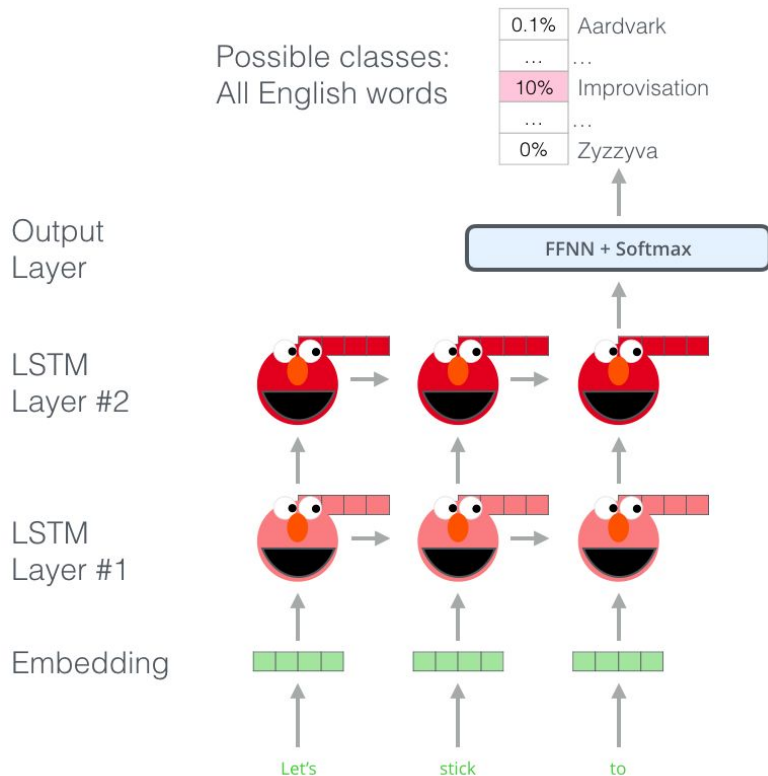 Possible classes:
All English words
0.1% Aardvark
... ...
10% Improvisation
... ...
0% Zyzzyva
Output
Layer
FFNN + Softmax
LSTM
Layer #2
LSTM
Layer #1
Embedding
Let's stick to